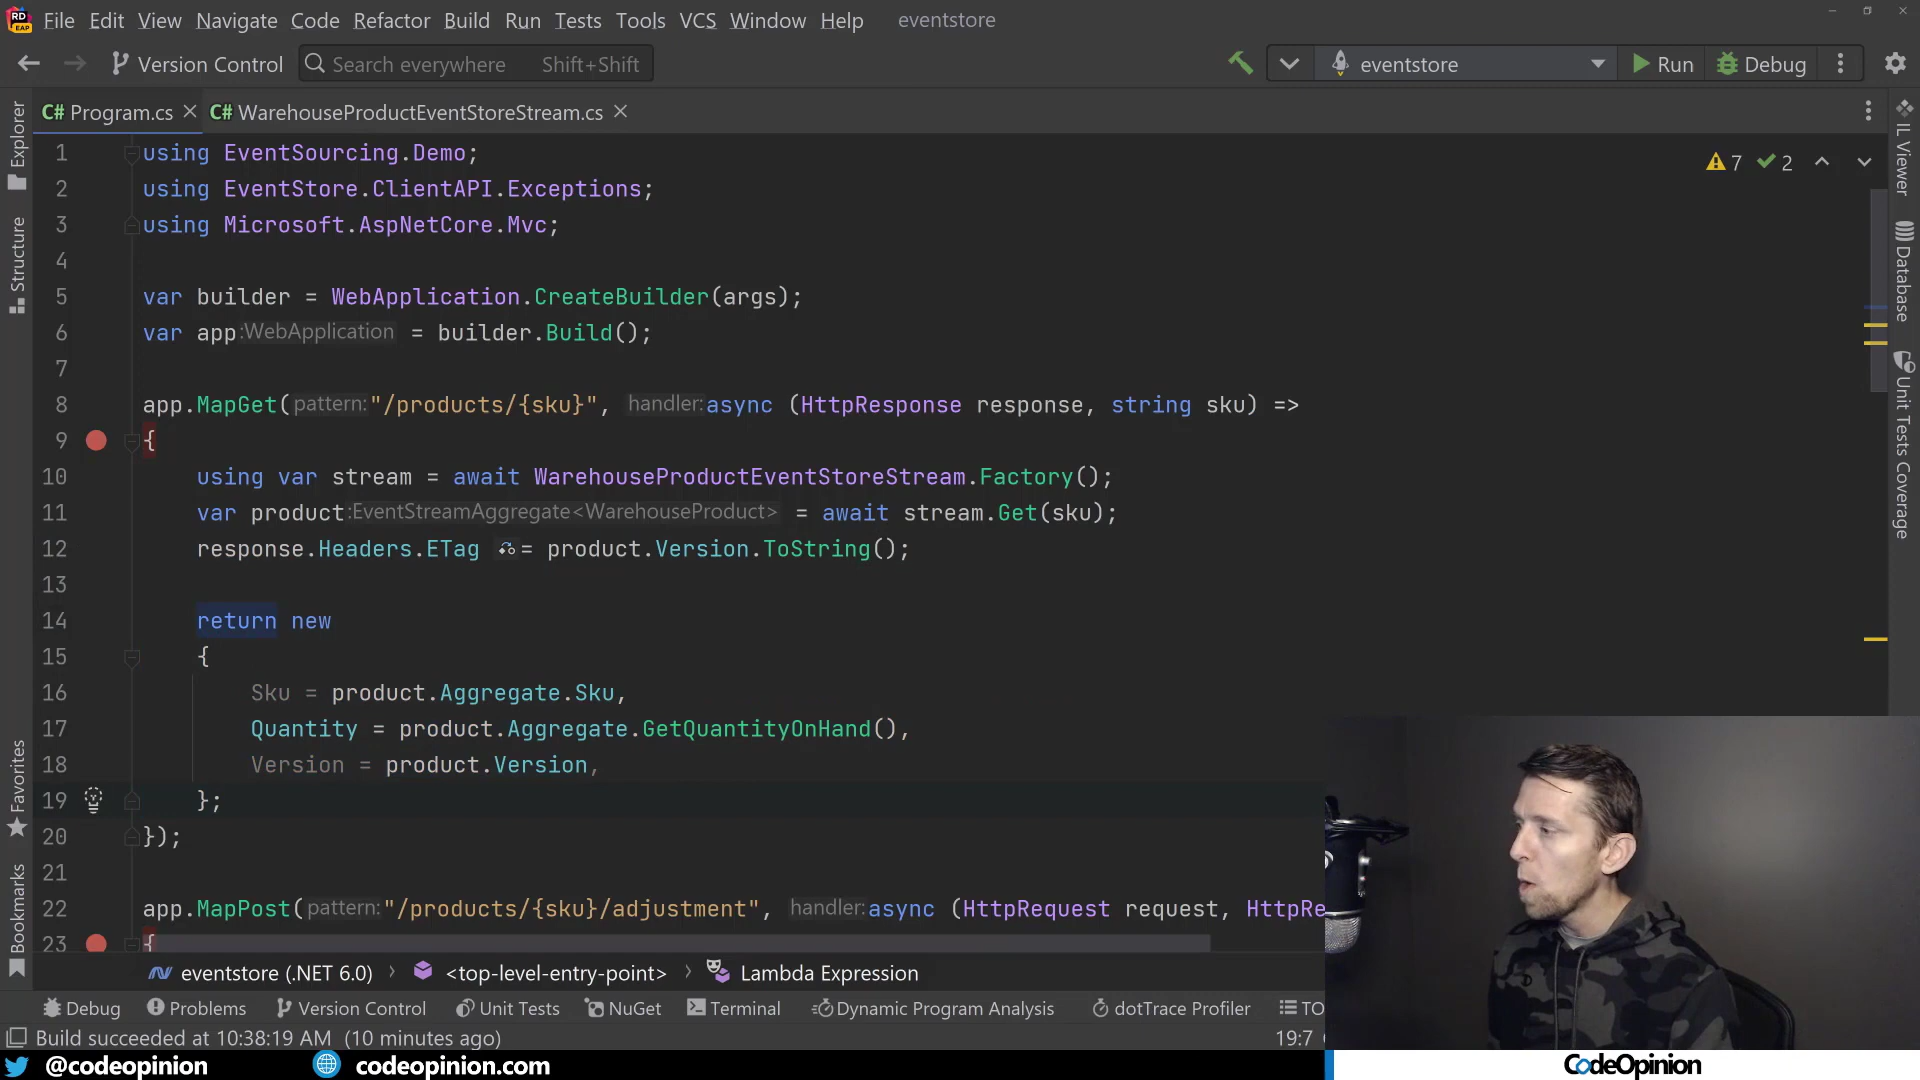 File Edit View Navigate Code Refactor Build Run Tests Tools VCS Window Help eventstore
Version Control Search everywhere Shift+Shift eventstore Run Debug
C# Program.cs C# WarehouseProductEventStoreStream.cs
1 using EventSourcing.Demo;
2 using EventStore.ClientAPI.Exceptions;
3 using Microsoft.AspNetCore.Mvc;
4
5 var builder = WebApplication.CreateBuilder(args);
6 var app :WebApplication = builder.Build();
7
8 app.MapGet( pattern: "/products/{sku}", handler: async (HttpResponse response, string sku) =>
9 {
10 using var stream = await WarehouseProductEventStoreStream.Factory();
11 var product :EventStreamAggregate<WarehouseProduct> = await stream.Get(sku);
12 response.Headers.ETag = product.Version.ToString();
13
14 return new
15 {
16 Sku = product.Aggregate.Sku,
17 Quantity = product.Aggregate.GetQuantityOnHand(),
18 Version = product.Version,
19 };
20 });
21
22 app.MapPost( pattern: "/products/{sku}/adjustment", handler: async (HttpRequest request, HttpRe
23 {
7 2
Explorer
Structure
Favorites
Bookmarks
IL Viewer
Database
Unit Tests Coverage
eventstore (.NET 6.0) <top-level-entry-point> Lambda Expression
Debug Problems Version Control Unit Tests NuGet Terminal Dynamic Program Analysis dotTrace Profiler TO
Build succeeded at 10:38:19 AM (10 minutes ago) 19:7
@codeopinion codeopinion.com CodeOpinion
RD
EAP